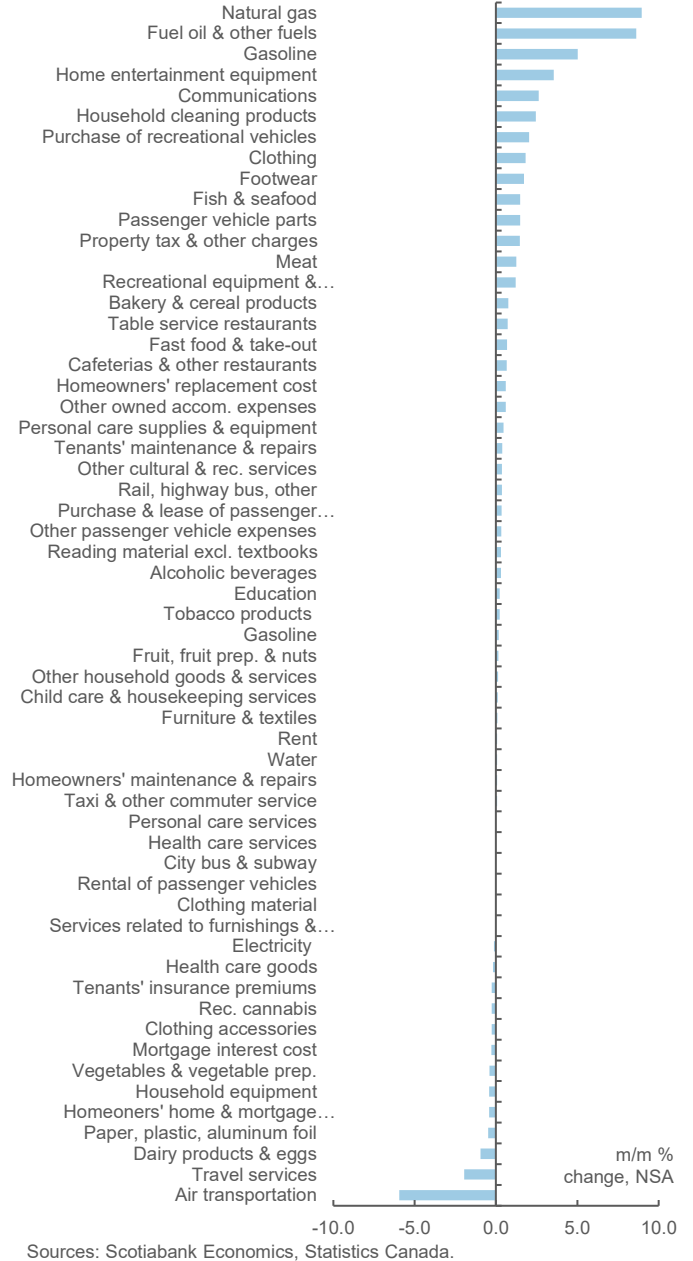 Natural gas
Fuel oil & other fuels
Gasoline
Home entertainment equipment
Communications
Household cleaning products
Purchase of recreational vehicles
Clothing
Footwear
Fish & seafood
Passenger vehicle parts
Property tax & other charges
Meat
Recreational equipment &…
Bakery & cereal products
Table service restaurants
Fast food & take-out
Cafeterias & other restaurants
Homeowners' replacement cost
Other owned accom. expenses
Personal care supplies & equipment
Tenants' maintenance & repairs
Other cultural & rec. services
Rail, highway bus, other
Purchase & lease of passenger…
Other passenger vehicle expenses
Reading material excl. textbooks
Alcoholic beverages
Education
Tobacco products
Gasoline
Fruit, fruit prep. & nuts
Other household goods & services
Child care & housekeeping services
Furniture & textiles
Rent
Water
Homeowners' maintenance & repairs
Taxi & other commuter service
Personal care services
Health care services
City bus & subway
Rental of passenger vehicles
Clothing material
Services related to furnishings &…
Electricity
Health care goods
Tenants' insurance premiums
Rec. cannabis
Clothing accessories
Mortgage interest cost
Vegetables & vegetable prep.
Household equipment
Homeoners' home & mortgage…
Paper, plastic, aluminum foil
Dairy products & eggs
Travel services
Air transportation
m/m %
change, NSA
-10.0 -5.0 0.0 5.0 10.0
Sources: Scotiabank Economics, Statistics Canada.